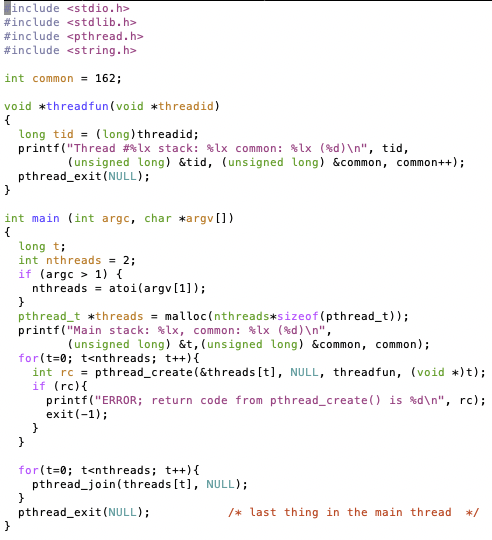 #include <stdio.h>
#include <stdlib.h>
#include <pthread.h>
#include <string.h>

int common = 162;

void *threadfun(void *threadid)
{
  long tid = (long)threadid;
  printf("Thread #%lx stack: %lx common: %lx (%d)\n", tid,
         (unsigned long) &tid, (unsigned long) &common, common++);
  pthread_exit(NULL);
}

int main (int argc, char *argv[])
{
  long t;
  int nthreads = 2;
  if (argc > 1) {
    nthreads = atoi(argv[1]);
  }
  pthread_t *threads = malloc(nthreads*sizeof(pthread_t));
  printf("Main stack: %lx, common: %lx (%d)\n",
         (unsigned long) &t,(unsigned long) &common, common);
  for(t=0; t<nthreads; t++){
    int rc = pthread_create(&threads[t], NULL, threadfun, (void *)t);
    if (rc){
      printf("ERROR; return code from pthread_create() is %d\n", rc);
      exit(-1);
    }
  }

  for(t=0; t<nthreads; t++){
    pthread_join(threads[t], NULL);
  }
  pthread_exit(NULL);           /* last thing in the main thread  */
}